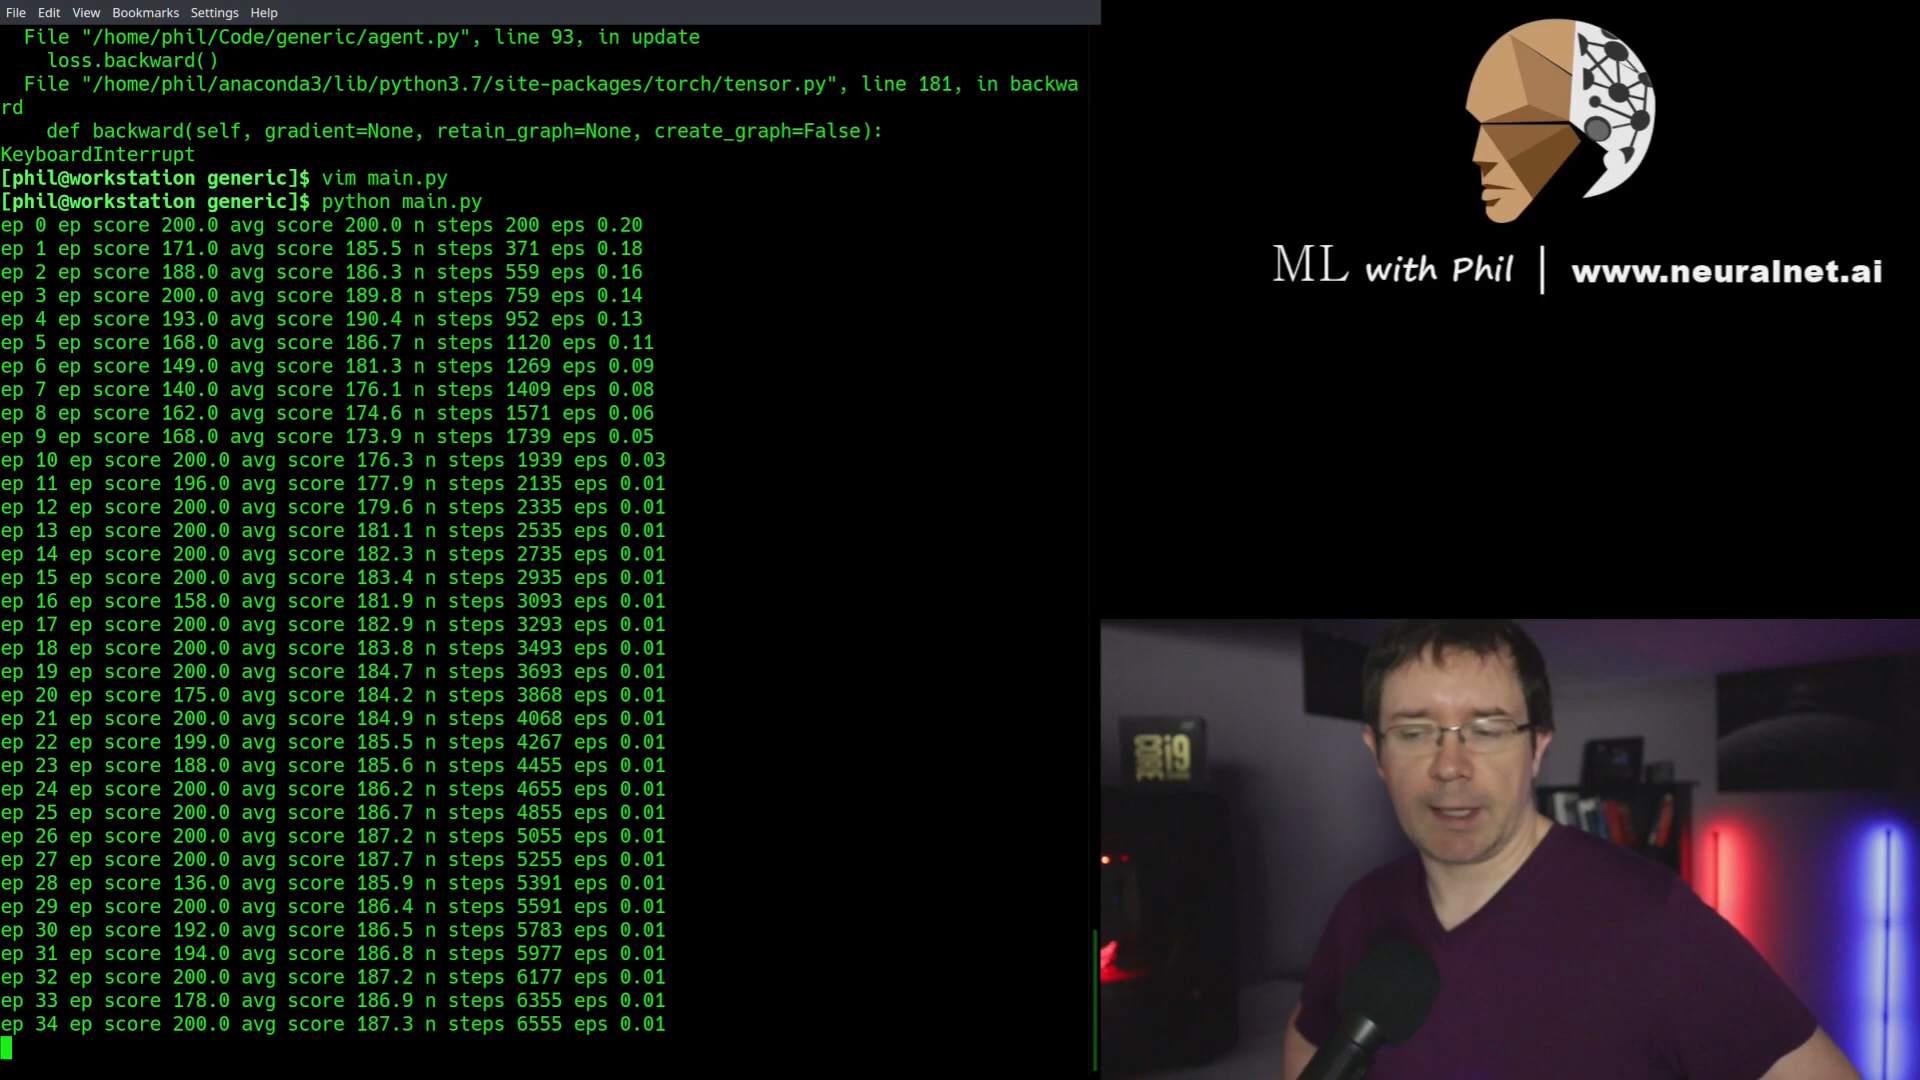 File Edit View Bookmarks Settings Help
File "/home/phil/Code/generic/agent.py", line 93, in update
loss.backward()
File "/home/phil/anaconda3/lib/python3.7/site-packages/torch/tensor.py", line 181, in backwa
rd
def backward(self, gradient=None, retain_graph=None, create_graph=False):
KeyboardInterrupt
[phil@workstation generic]$ vim main.py
[phil@workstation generic]$ python main.py
ep 0 ep score 200.0 avg score 200.0 n steps 200 eps 0.20
ep 1 ep score 171.0 avg score 185.5 n steps 371 eps 0.18
ep 2 ep score 188.0 avg score 186.3 n steps 559 eps 0.16
ep 3 ep score 200.0 avg score 189.8 n steps 759 eps 0.14
ep 4 ep score 193.0 avg score 190.4 n steps 952 eps 0.13
ep 5 ep score 168.0 avg score 186.7 n steps 1120 eps 0.11
ep 6 ep score 149.0 avg score 181.3 n steps 1269 eps 0.09
ep 7 ep score 140.0 avg score 176.1 n steps 1409 eps 0.08
ep 8 ep score 162.0 avg score 174.6 n steps 1571 eps 0.06
ep 9 ep score 168.0 avg score 173.9 n steps 1739 eps 0.05
ep 10 ep score 200.0 avg score 176.3 n steps 1939 eps 0.03
ep 11 ep score 196.0 avg score 177.9 n steps 2135 eps 0.01
ep 12 ep score 200.0 avg score 179.6 n steps 2335 eps 0.01
ep 13 ep score 200.0 avg score 181.1 n steps 2535 eps 0.01
ep 14 ep score 200.0 avg score 182.3 n steps 2735 eps 0.01
ep 15 ep score 200.0 avg score 183.4 n steps 2935 eps 0.01
ep 16 ep score 158.0 avg score 181.9 n steps 3093 eps 0.01
ep 17 ep score 200.0 avg score 182.9 n steps 3293 eps 0.01
ep 18 ep score 200.0 avg score 183.8 n steps 3493 eps 0.01
ep 19 ep score 200.0 avg score 184.7 n steps 3693 eps 0.01
ep 20 ep score 175.0 avg score 184.2 n steps 3868 eps 0.01
ep 21 ep score 200.0 avg score 184.9 n steps 4068 eps 0.01
ep 22 ep score 199.0 avg score 185.5 n steps 4267 eps 0.01
ep 23 ep score 188.0 avg score 185.6 n steps 4455 eps 0.01
ep 24 ep score 200.0 avg score 186.2 n steps 4655 eps 0.01
ep 25 ep score 200.0 avg score 186.7 n steps 4855 eps 0.01
ep 26 ep score 200.0 avg score 187.2 n steps 5055 eps 0.01
ep 27 ep score 200.0 avg score 187.7 n steps 5255 eps 0.01
ep 28 ep score 136.0 avg score 185.9 n steps 5391 eps 0.01
ep 29 ep score 200.0 avg score 186.4 n steps 5591 eps 0.01
ep 30 ep score 192.0 avg score 186.5 n steps 5783 eps 0.01
ep 31 ep score 194.0 avg score 186.8 n steps 5977 eps 0.01
ep 32 ep score 200.0 avg score 187.2 n steps 6177 eps 0.01
ep 33 ep score 178.0 avg score 186.9 n steps 6355 eps 0.01
ep 34 ep score 200.0 avg score 187.3 n steps 6555 eps 0.01
ML with Phil | www.neuralnet.ai
CORE i9